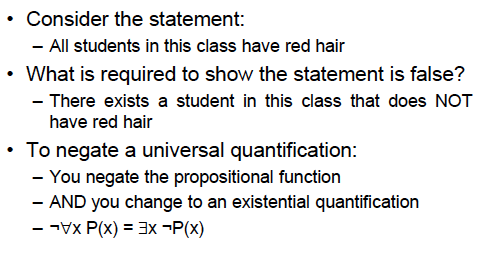 • Consider the statement:
– All students in this class have red hair
• What is required to show the statement is false?
– There exists a student in this class that does NOT
have red hair
• To negate a universal quantification:
– You negate the propositional function
– AND you change to an existential quantification
– ¬∀x P(x) = ∃x ¬P(x)